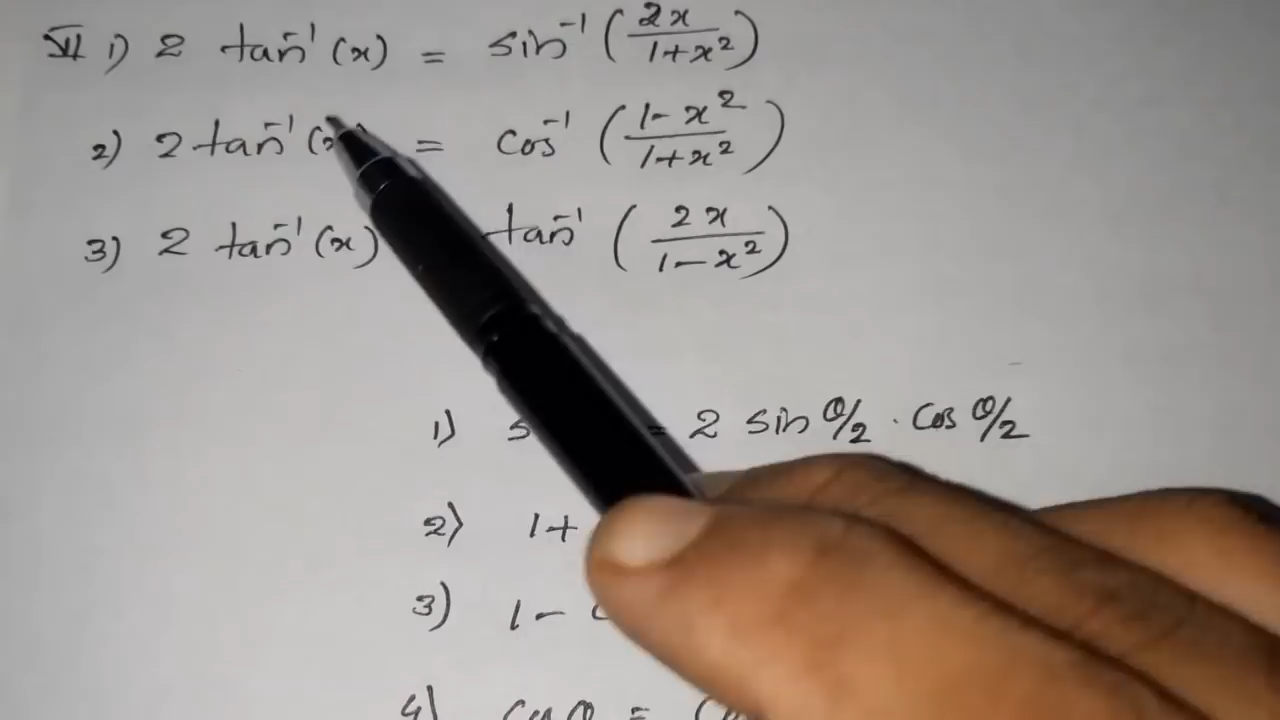 VII 1) 2 tan⁻¹(x) = sin⁻¹(2x/1+x²)
2) 2 tan⁻¹(x) = cos⁻¹(1-x²/1+x²)
3) 2 tan⁻¹(x) tan⁻¹(2x/1-x²)
1) s = 2 sin θ/2 . cos θ/2
2) 1+
3) 1-
4) cosθ =